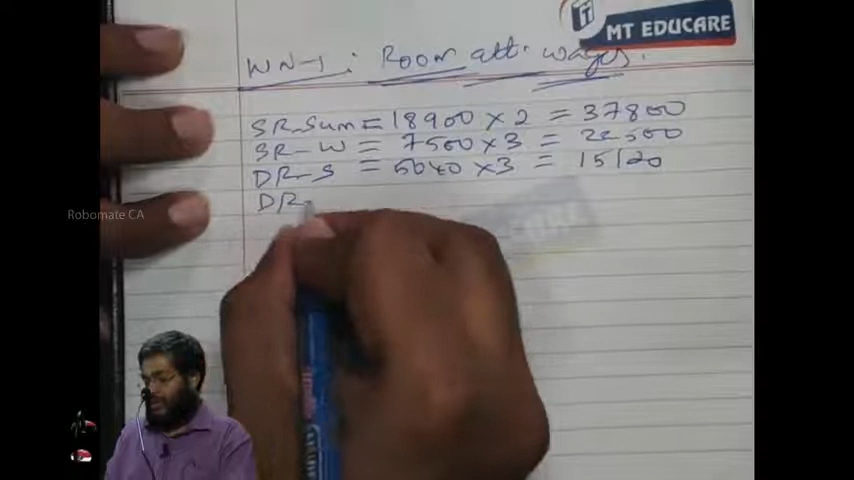 MT EDUCARE
WN-1 : Room att. wages.
SR-Sum = 18900 × 2 = 37800
SR-W = 7500 × 3 = 22500
DR-S = 5040 × 3 = 15120
DR-
Robomate CA